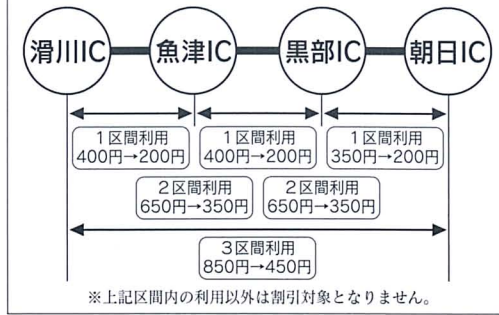 滑川IC 魚津IC 黒部IC 朝日IC
1区間利用 1区間利用 1区間利用
400円→200円 400円→200円 350円→200円
2区間利用 2区間利用
650円→350円 650円→350円
3区間利用
850円→450円
※上記区間内の利用以外は割引対象となりません。